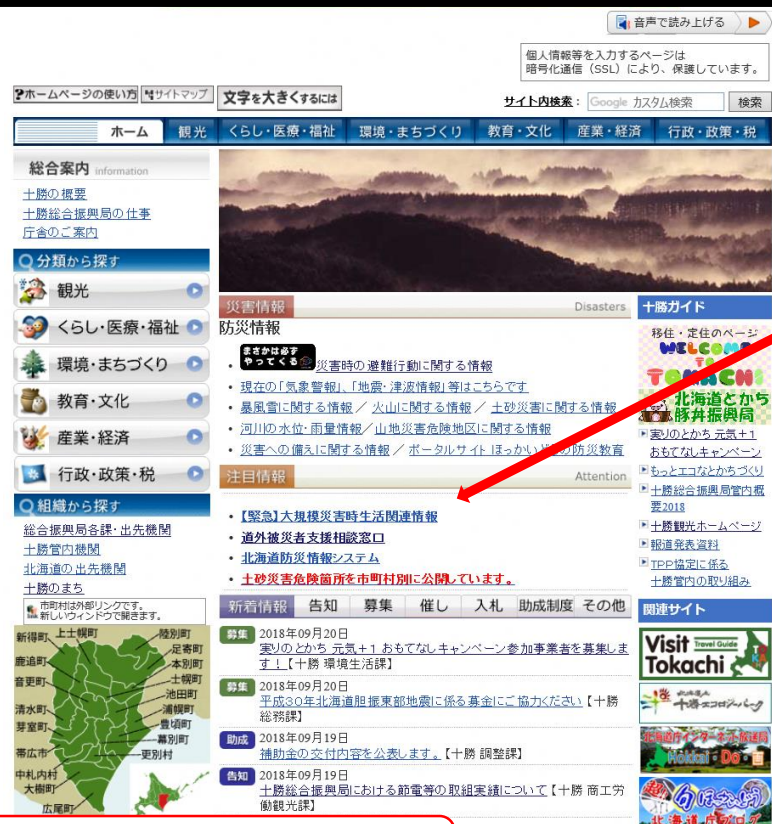 音声で読み上げる
個人情報等を入力するページは
暗号化通信（SSL）により、保護しています。
?ホームページの使い方
サイトマップ
文字を大きくするには
サイト内検索：
Google カスタム検索
検索
ホーム
観光
くらし・医療・福祉
環境・まちづくり
教育・文化
産業・経済
行政・政策・税
総合案内 information
十勝の概要
十勝総合振興局の仕事
庁舎のご案内
分類から探す
観光
くらし・医療・福祉
環境・まちづくり
教育・文化
産業・経済
行政・政策・税
組織から探す
総合振興局各課・出先機関
十勝管内機関
北海道の出先機関
十勝のまち
市町村は外部リンクです。
新しいウィンドウで開きます。
新得町
上士幌町
陸別町
足寄町
鹿追町
本別町
音更町
士幌町
池田町
清水町
浦幌町
芽室町
豊頃町
幕別町
帯広市
更別村
中札内村
大樹町
広尾町
災害情報
Disasters
防災情報
まさかは必ず
やってくる
災害時の避難行動に関する情報
・現在の「気象警報」、「地震・津波情報」等はこちらです
・暴風雪に関する情報／火山に関する情報／土砂災害に関する情報
・河川の水位・雨量情報／山地災害危険地区に関する情報
・災害への備えに関する情報／ポータルサイト ほっかいどうの防災教育
注目情報
Attention
・【緊急】大規模災害時生活関連情報
・道外被災者支援相談窓口
・北海道防災情報システム
・土砂災害危険箇所を市町村別に公開しています。
新着情報
告知
募集
催し
入札
助成制度
その他
募集 2018年09月20日
実りのとかち 元気+1 おもてなしキャンペーン参加事業者を募集しま
す！【十勝 環境生活課】
募集 2018年09月20日
平成30年北海道胆振東部地震に係る募金にご協力ください【十勝
総務課】
助成 2018年09月19日
補助金の交付内容を公表します。【十勝 調整課】
告知 2018年09月19日
十勝総合振興局における節電等の取組実績について【十勝 商工労
働観光課】
十勝ガイド
移住・定住のページ
WELCOME
TO
TOKACHI
北海道とかち
豚丼振興局
実りのとかち 元気+1
おもてなしキャンペーン
もっとエコなとかちづくり
十勝総合振興局管内概
要2018
十勝観光ホームページ
報道発表資料
TPP協定に係る
十勝管内の取り組み
関連サイト
Visit Travel Guide
Tokachi
北海道庁インターネット放送局
Hokkai・Do・画
北海道庁ブログ